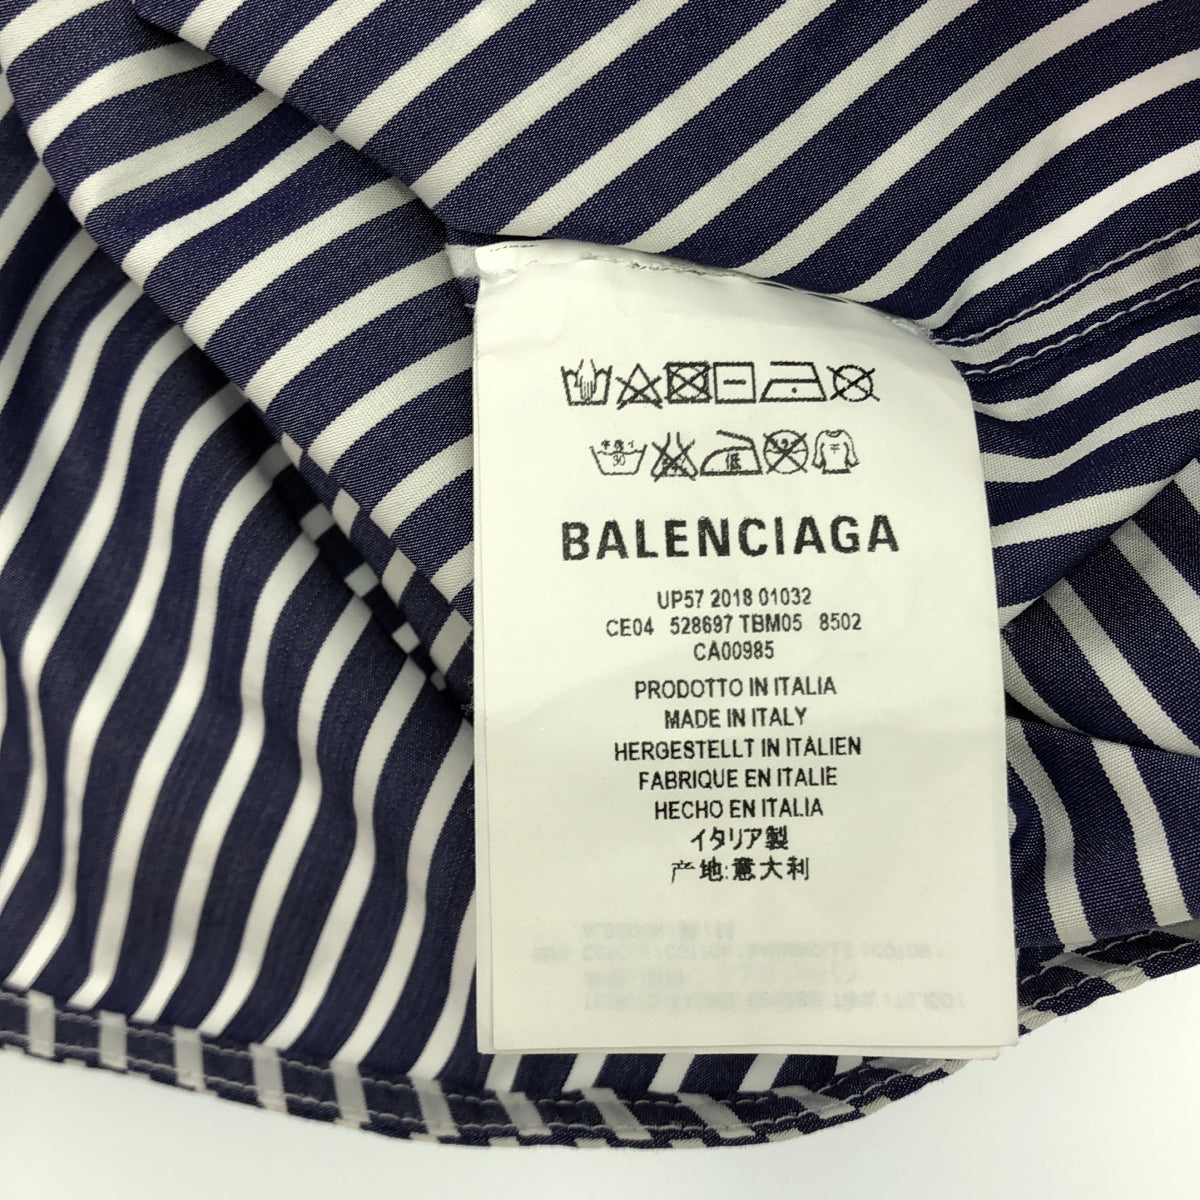 BALENCIAGA
UP57 2018 01032
CE04 528697 TBM05 8502
CA00985
PRODOTTO IN ITALIA
MADE IN ITALY
HERGESTELLT IN ITALIEN
FABRIQUE EN ITALIE
HECHO EN ITALIA
イタリア製
产地:意大利